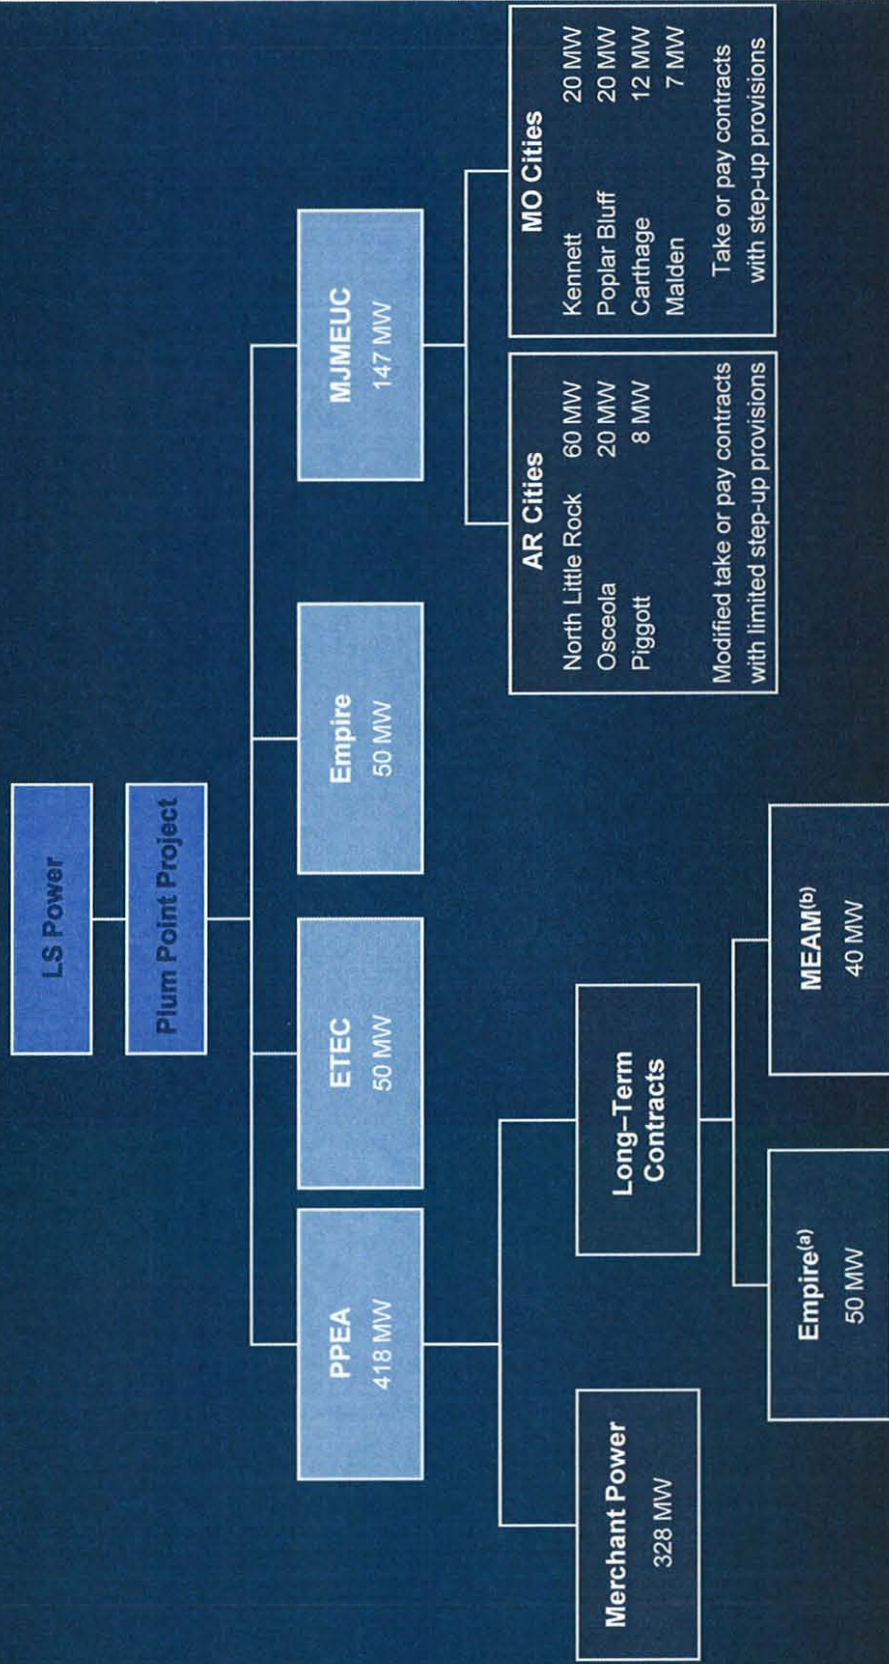 LS Power
Plum Point Project
PPEA
418 MW
ETEC
50 MW
Empire
50 MW
MJMEUC
147 MW
Merchant Power
328 MW
Long–Term
Contracts
Empire(a)
50 MW
MEAM(b)
40 MW
AR Cities
North Little Rock 60 MW
Osceola 20 MW
Piggott 8 MW
Modified take or pay contracts
with limited step-up provisions
MO Cities
Kennett 20 MW
Poplar Bluff 20 MW
Carthage 12 MW
Malden 7 MW
Take or pay contracts
with step-up provisions